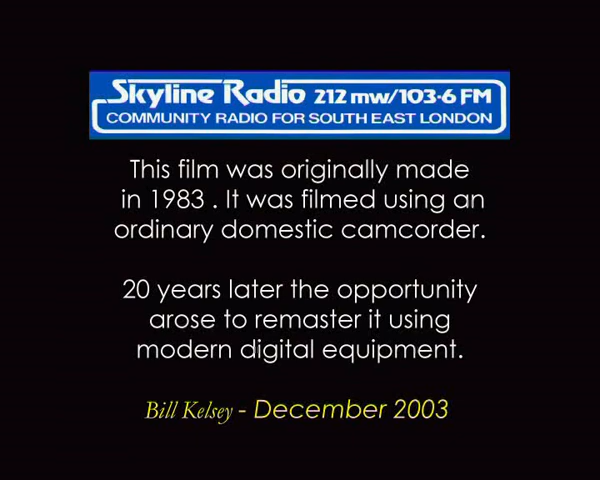 Skyline Radio 212 mw/103·6 FM
COMMUNITY RADIO FOR SOUTH EAST LONDON
This film was originally made
in 1983 . It was filmed using an
ordinary domestic camcorder.
20 years later the opportunity
arose to remaster it using
modern digital equipment.
Bill Kelsey - December 2003